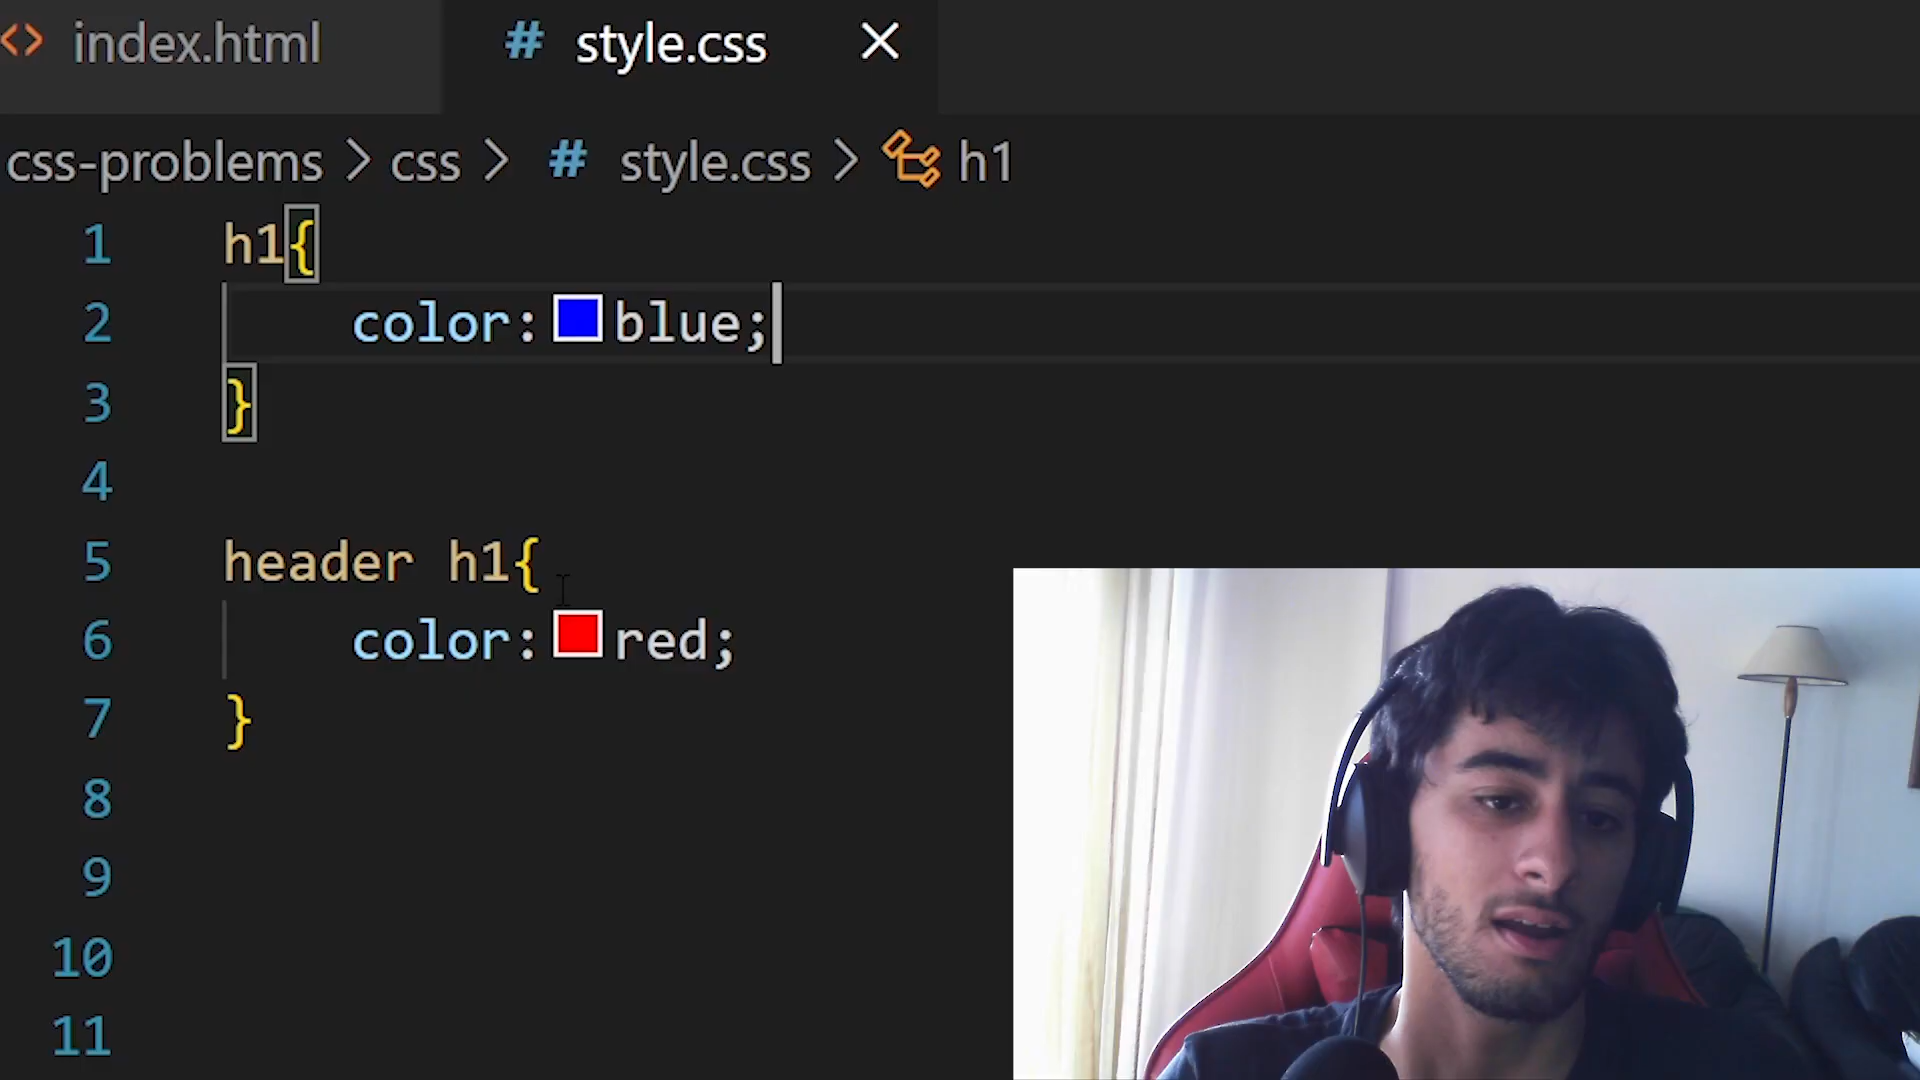 <> index.html # style.css ×
css-problems > css > # style.css > h1
1 h1{
2 color: blue;
3 }
4
5 header h1{
6 color: red;
7 }
8
9
10
11